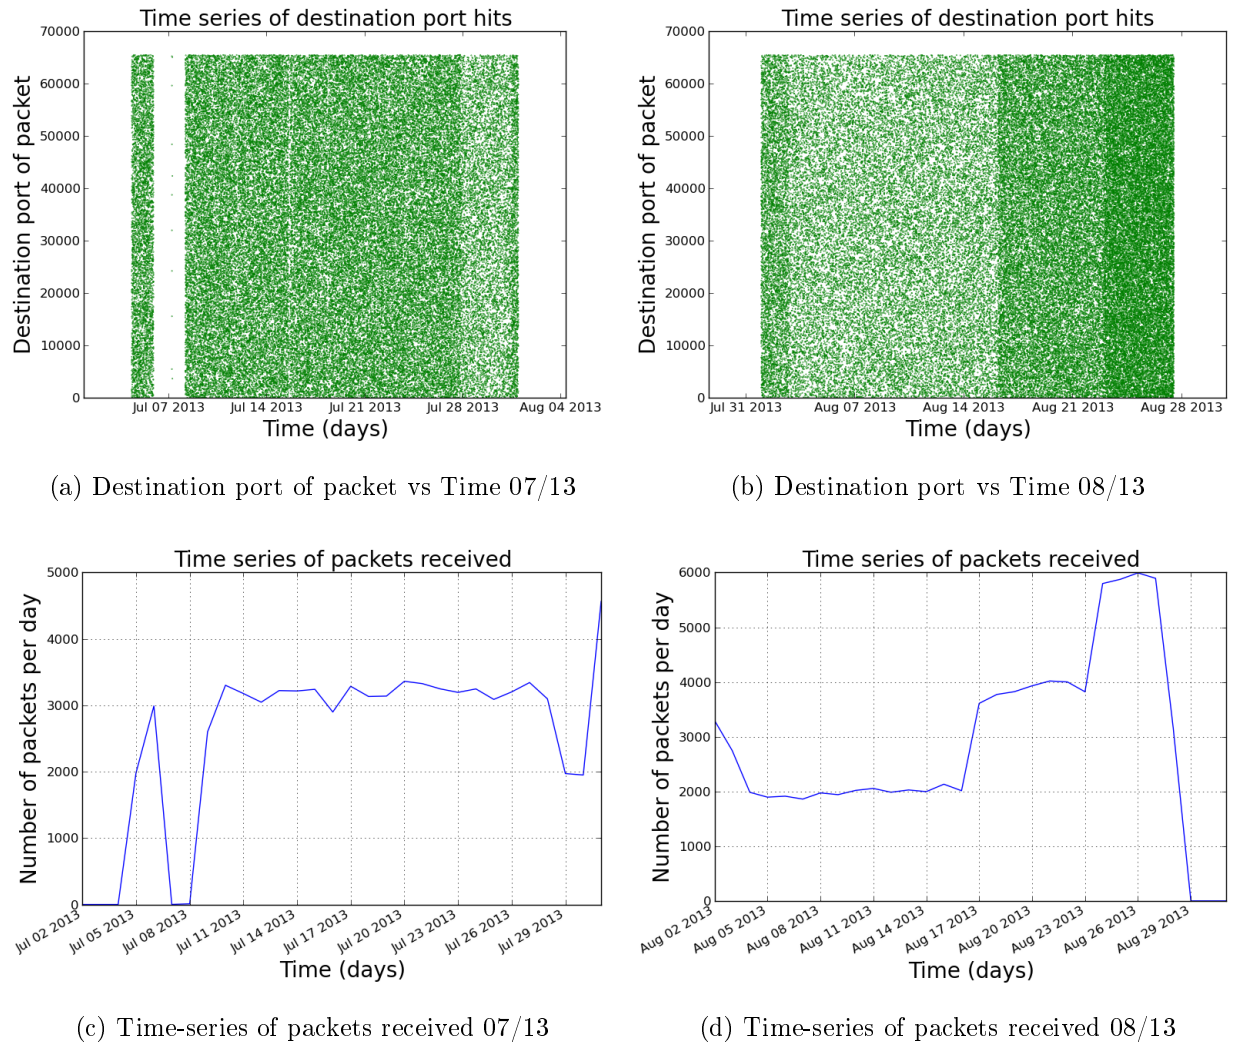 Time series of destination port hits
70000
60000
50000
40000
30000
20000
10000
0
Destination port of packet
Jul 07 2013 Jul 14 2013 Jul 21 2013 Jul 28 2013 Aug 04 2013
Time (days)
(a) Destination port of packet vs Time 07/13
Time series of destination port hits
70000
60000
50000
40000
30000
20000
10000
0
Destination port of packet
Jul 31 2013 Aug 07 2013 Aug 14 2013 Aug 21 2013 Aug 28 2013
Time (days)
(b) Destination port vs Time 08/13
Time series of packets received
5000
4000
3000
2000
1000
0
Number of packets per day
Jul 02 2013 Jul 05 2013 Jul 08 2013 Jul 11 2013 Jul 14 2013 Jul 17 2013 Jul 20 2013 Jul 23 2013 Jul 26 2013 Jul 29 2013
Time (days)
(c) Time-series of packets received 07/13
Time series of packets received
6000
5000
4000
3000
2000
1000
0
Number of packets per day
Aug 02 2013 Aug 05 2013 Aug 08 2013 Aug 11 2013 Aug 14 2013 Aug 17 2013 Aug 20 2013 Aug 23 2013 Aug 26 2013 Aug 29 2013
Time (days)
(d) Time-series of packets received 08/13